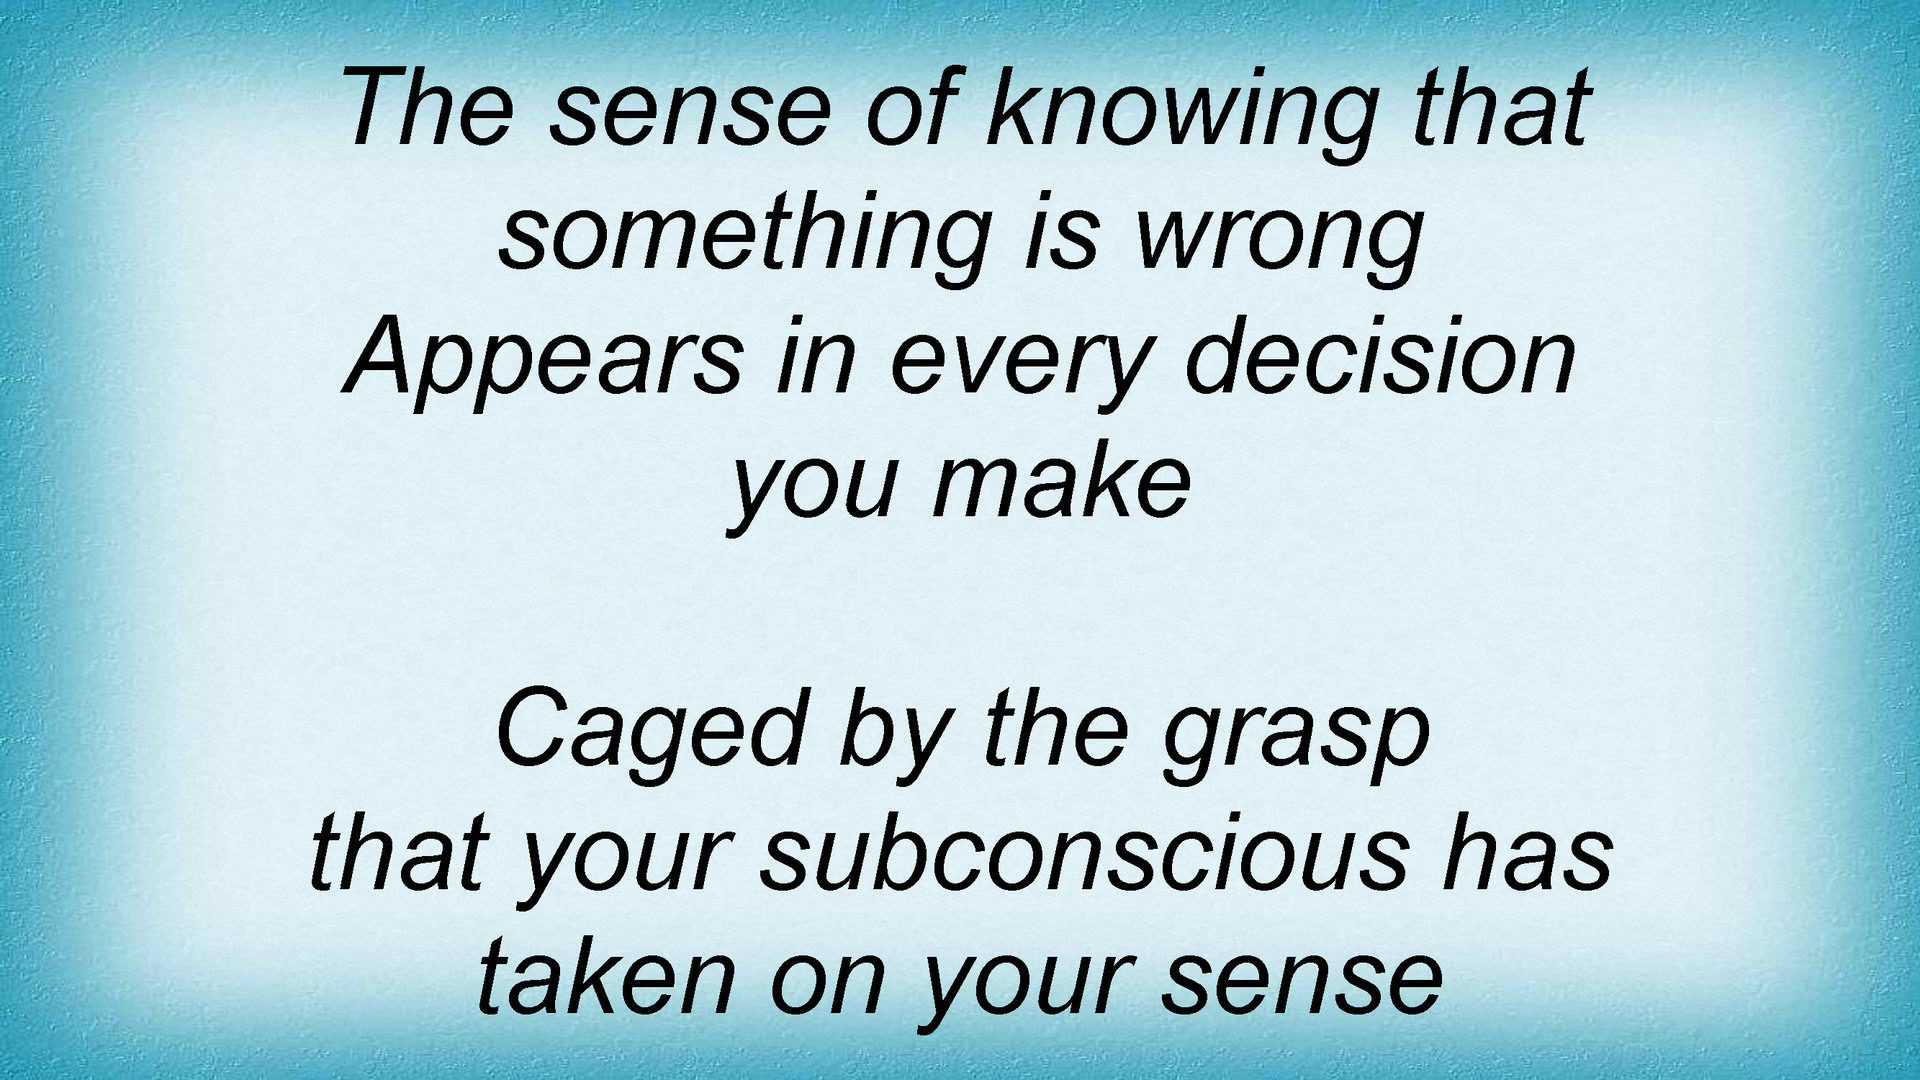 The sense of knowing that
something is wrong
Appears in every decision
you make
Caged by the grasp
that your subconscious has
taken on your sense